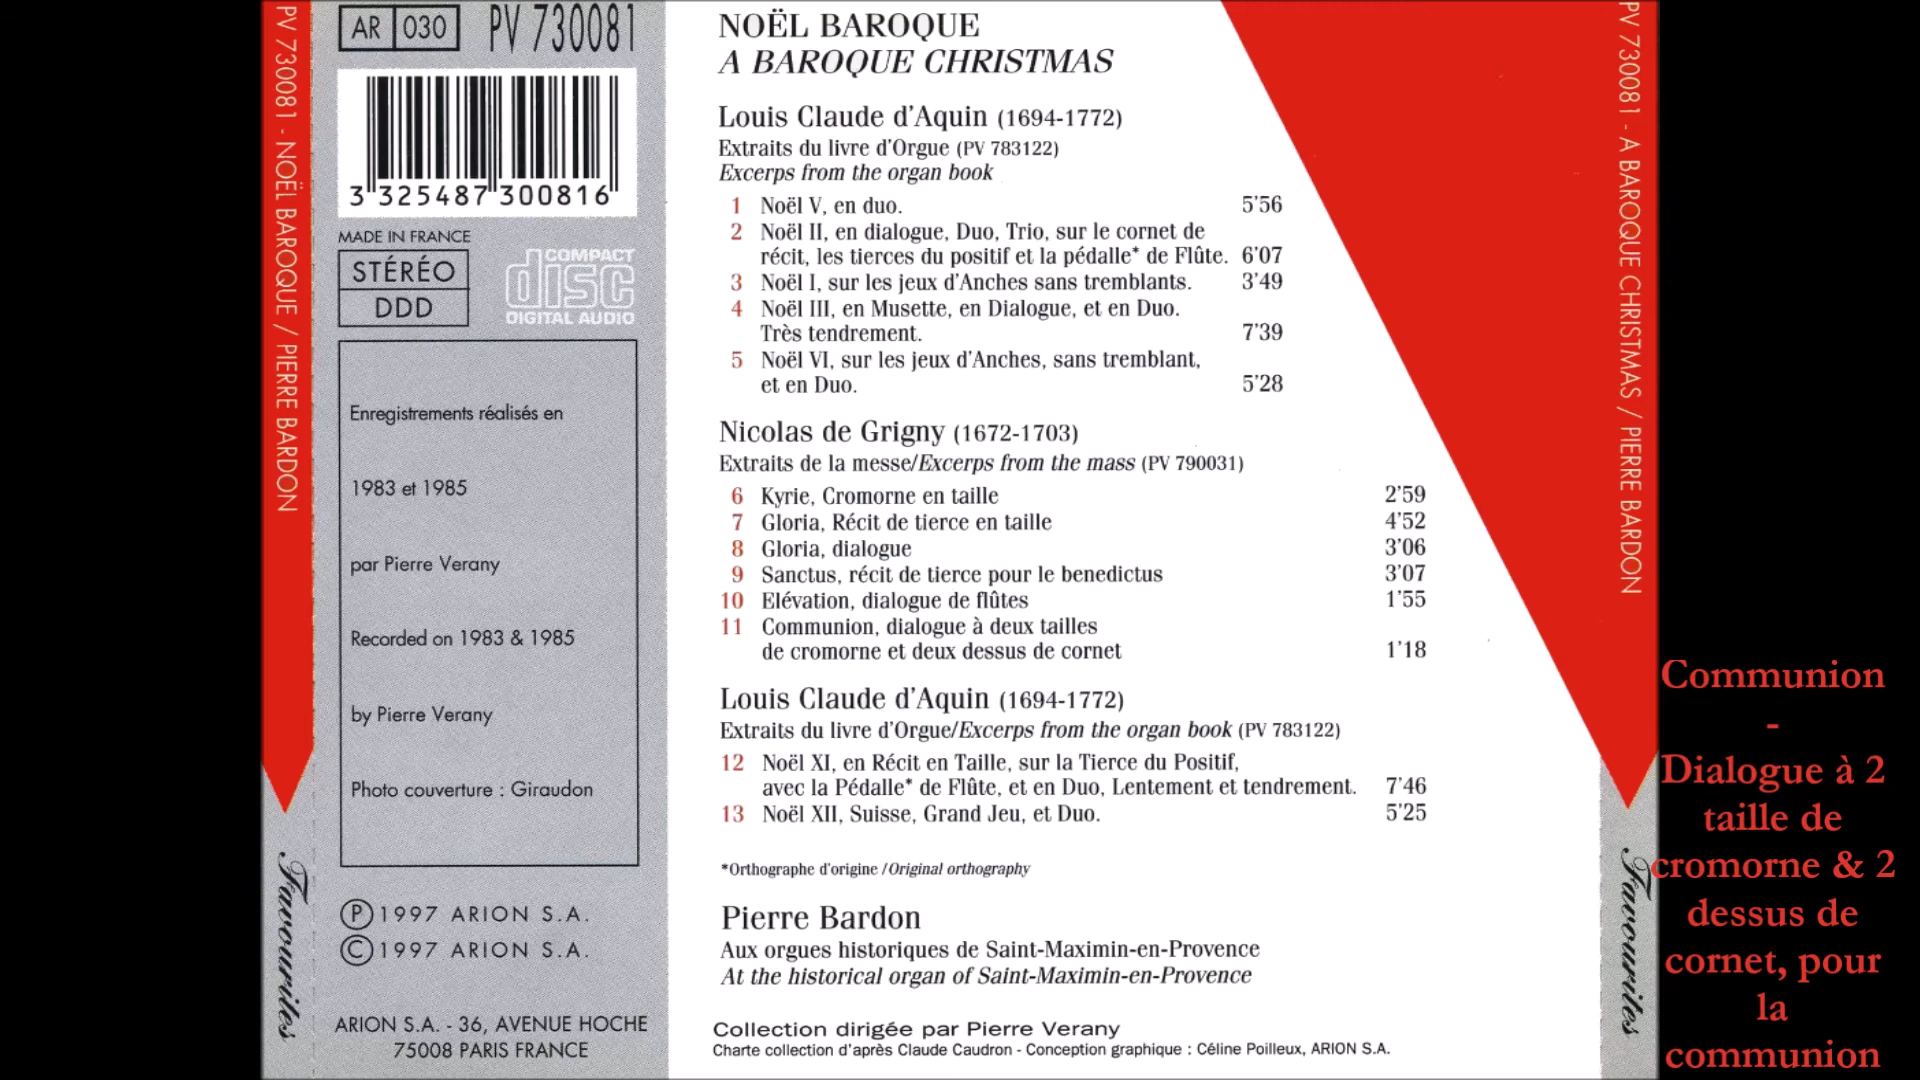 PV 730081 - NOËL BAROQUE / PIERRE BARDON
Favourites
AR 030 PV 730081
3 325487 300816
MADE IN FRANCE
STÉRÉO
DDD
COMPACT
disc
DIGITAL AUDIO
Enregistrements réalisés en
1983 et 1985
par Pierre Verany
Recorded on 1983 & 1985
by Pierre Verany
Photo couverture : Giraudon
Ⓟ 1997 ARION S.A.
© 1997 ARION S.A.
ARION S.A. - 36, AVENUE HOCHE
75008 PARIS FRANCE
NOËL BAROQUE
A BAROQUE CHRISTMAS
Louis Claude d'Aquin (1694-1772)
Extraits du livre d'Orgue (PV 783122)
Excerps from the organ book
1 Noël V, en duo. 5'56
2 Noël II, en dialogue, Duo, Trio, sur le cornet de
récit, les tierces du positif et la pédalle* de Flûte. 6'07
3 Noël I, sur les jeux d'Anches sans tremblants. 3'49
4 Noël III, en Musette, en Dialogue, et en Duo.
Très tendrement. 7'39
5 Noël VI, sur les jeux d'Anches, sans tremblant,
et en Duo. 5'28
Nicolas de Grigny (1672-1703)
Extraits de la messe/Excerps from the mass (PV 790031)
6 Kyrie, Cromorne en taille 2'59
7 Gloria, Récit de tierce en taille 4'52
8 Gloria, dialogue 3'06
9 Sanctus, récit de tierce pour le benedictus 3'07
10 Elévation, dialogue de flûtes 1'55
11 Communion, dialogue à deux tailles
de cromorne et deux dessus de cornet 1'18
Louis Claude d'Aquin (1694-1772)
Extraits du livre d'Orgue/Excerps from the organ book (PV 783122)
12 Noël XI, en Récit en Taille, sur la Tierce du Positif,
avec la Pédalle* de Flûte, et en Duo, Lentement et tendrement. 7'46
13 Noël XII, Suisse, Grand Jeu, et Duo. 5'25
*Orthographe d'origine /Original orthography
Pierre Bardon
Aux orgues historiques de Saint-Maximin-en-Provence
At the historical organ of Saint-Maximin-en-Provence
Collection dirigée par Pierre Verany
Charte collection d'après Claude Caudron - Conception graphique : Céline Poilleux, ARION S.A.
PV 730081 - A BAROQUE CHRISTMAS / PIERRE BARDON
Favourites
Communion
-
Dialogue à 2
taille de
cromorne & 2
dessus de
cornet, pour
la
communion